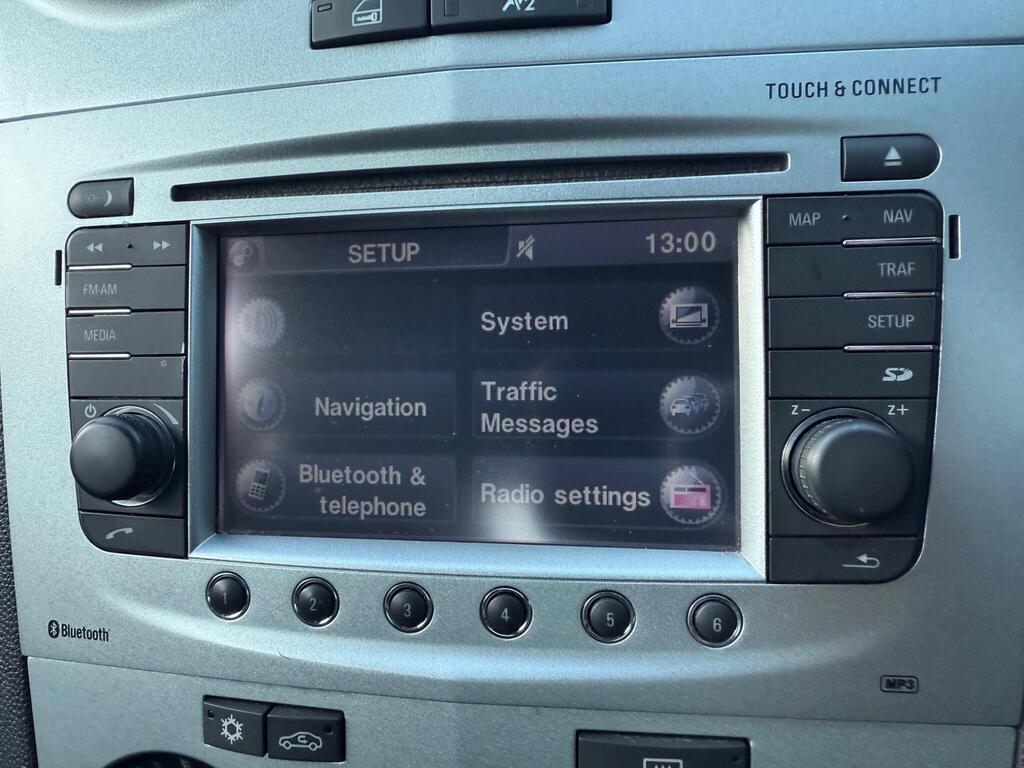 TOUCH & CONNECT
MAP · NAV
FM-AM
TRAF
MEDIA
SETUP
SD
SETUP
13:00
System
Navigation
Traffic
Messages
Bluetooth &
telephone
Radio settings
Z-
Z+
1
2
3
4
5
6
Bluetooth
MP3